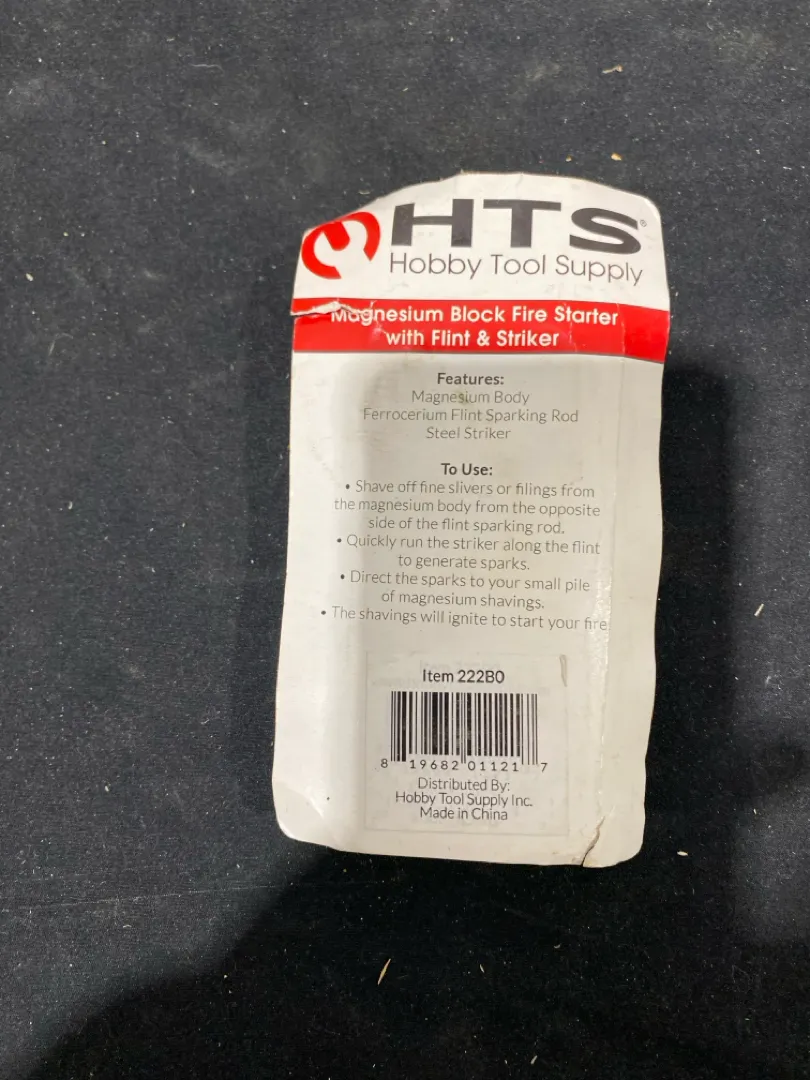 HTS®
Hobby Tool Supply
Magnesium Block Fire Starter
with Flint & Striker
Features:
Magnesium Body
Ferrocerium Flint Sparking Rod
Steel Striker
To Use:
• Shave off fine slivers or filings from
the magnesium body from the opposite
side of the flint sparking rod.
• Quickly run the striker along the flint
to generate sparks.
• Direct the sparks to your small pile
of magnesium shavings.
• The shavings will ignite to start your fire
Item 222B0
8 19682 01121 7
Distributed By:
Hobby Tool Supply Inc.
Made in China